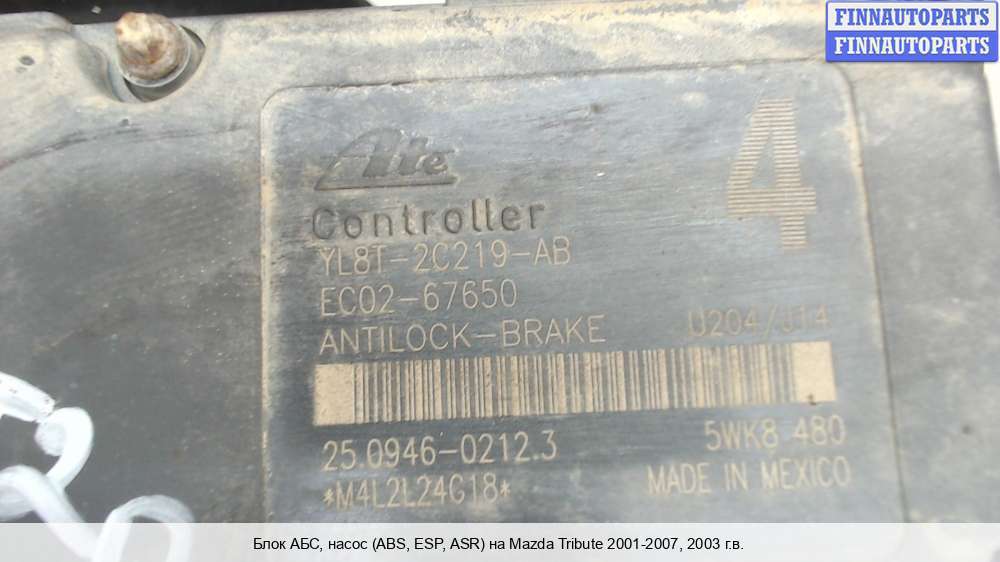 FINNAUTOPARTS
FINNAUTOPARTS
Ate
4
Controller
YL8T-2C219-AB
EC02-67650
ANTILOCK-BRAKE U204/J14
25.0946-0212.3 5WK8 480
*M4L2L24G18* MADE IN MEXICO
Блок АБС, насос (ABS, ESP, ASR) на Mazda Tribute 2001-2007, 2003 г.в.